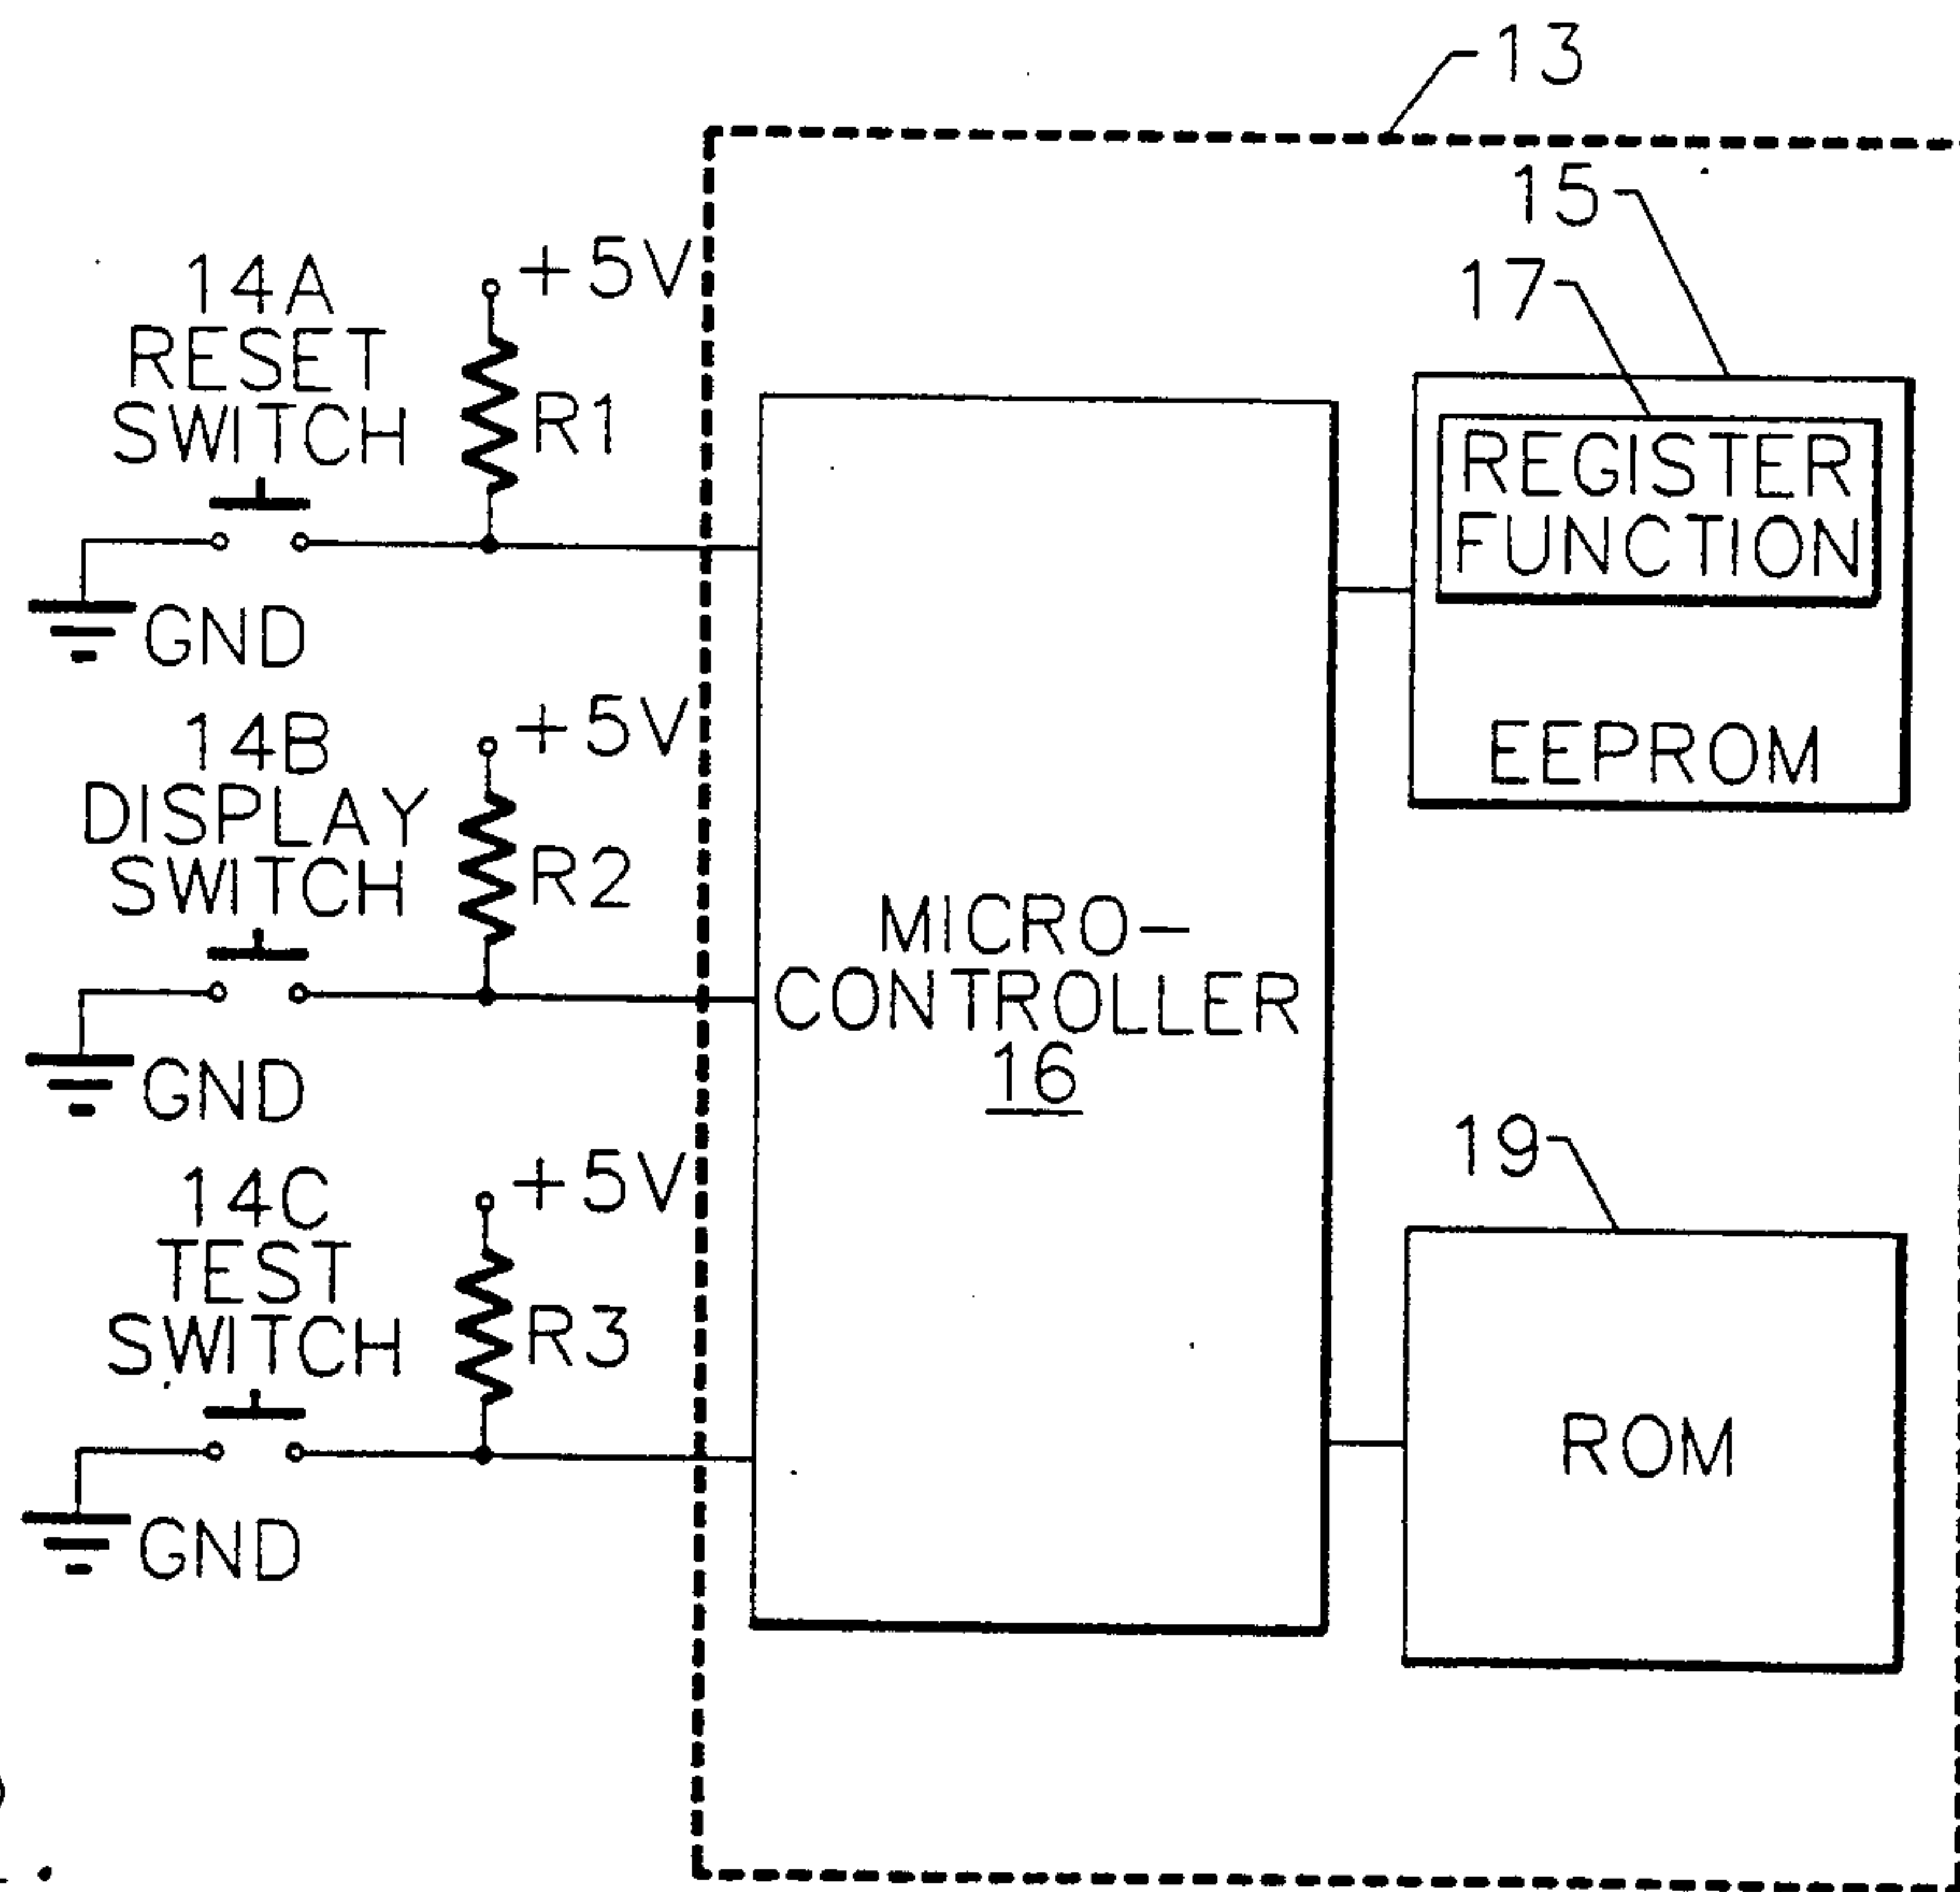 13
15
17
14A
RESET
SWITCH
+5V
R1
GND
REGISTER
FUNCTION
EEPROM
14B
DISPLAY
SWITCH
+5V
R2
GND
MICRO-
CONTROLLER
16
14C
TEST
SWITCH
+5V
R3
GND
19
ROM